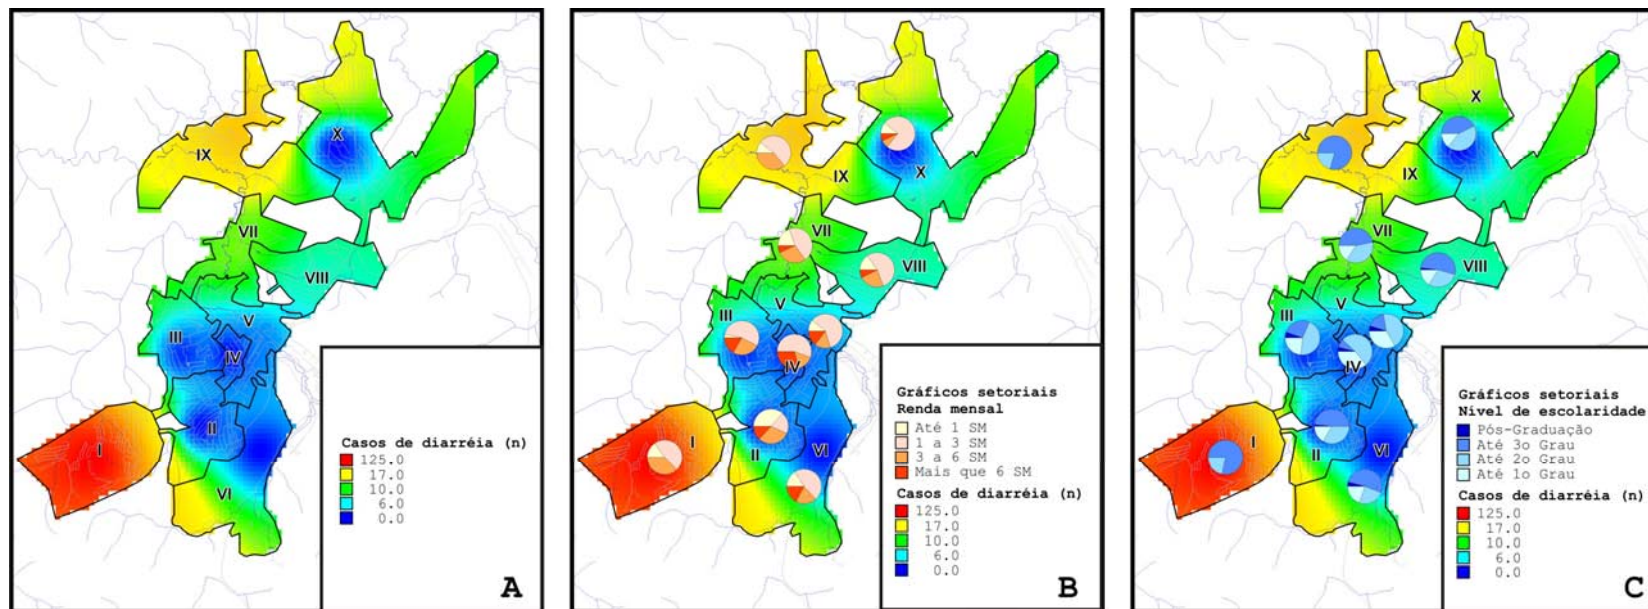 X
IX
VII
VIII
V
III
IV
II
I
VI
Casos de diarréia (n)
125.0
17.0
10.0
6.0
0.0
A
IX
X
VII
VIII
V
III
IV
I
II
VI
Gráficos setoriais
Renda mensal
Até 1 SM
1 a 3 SM
3 a 6 SM
Mais que 6 SM
Casos de diarréia (n)
125.0
17.0
10.0
6.0
0.0
B
X
IX
VII
VIII
V
III
IV
I
II
VI
Gráficos setoriais
Nível de escolaridade
Pós-Graduação
Até 3o Grau
Até 2o Grau
Até 1o Grau
Casos de diarréia (n)
125.0
17.0
10.0
6.0
0.0
C